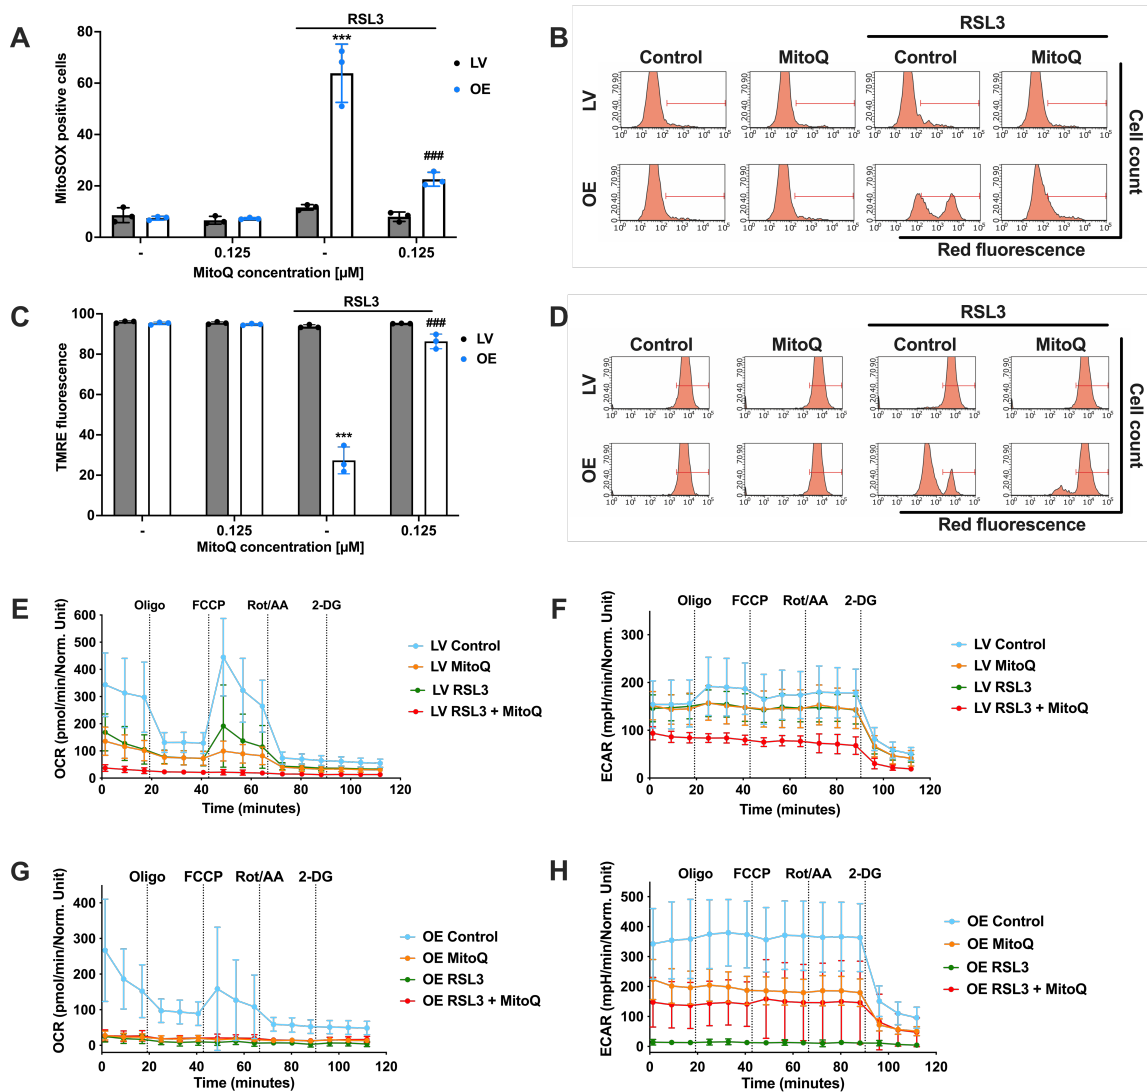 A
RSL3
MitoSOX positive cells
80
60
40
20
0
***
###
LV
OE
-
0.125
-
0.125
MitoQ concentration [µM]
B
RSL3
Control
MitoQ
Control
MitoQ
LV
OE
Cell count
Red fluorescence
C
RSL3
TMRE fluorescence
100
80
60
40
20
0
***
###
LV
OE
-
0.125
-
0.125
MitoQ concentration [µM]
D
RSL3
Control
MitoQ
Control
MitoQ
LV
OE
Cell count
Red fluorescence
E
Oligo
FCCP
Rot/AA
2-DG
OCR (pmol/min/Norm. Unit)
600
500
400
300
200
100
0
0 20 40 60 80 100 120
Time (minutes)
LV Control
LV MitoQ
LV RSL3
LV RSL3 + MitoQ
F
Oligo
FCCP
Rot/AA
2-DG
ECAR (mpH/min/Norm. Unit)
300
200
100
0
0 20 40 60 80 100 120
Time (minutes)
LV Control
LV MitoQ
LV RSL3
LV RSL3 + MitoQ
G
Oligo
FCCP
Rot/AA
2-DG
OCR (pmol/min/Norm. Unit)
400
300
200
100
0
0 20 40 60 80 100 120
Time (minutes)
OE Control
OE MitoQ
OE RSL3
OE RSL3 + MitoQ
H
Oligo
FCCP
Rot/AA
2-DG
ECAR (mpH/min/Norm. Unit)
500
400
300
200
100
0
0 20 40 60 80 100 120
Time (minutes)
OE Control
OE MitoQ
OE RSL3
OE RSL3 + MitoQ